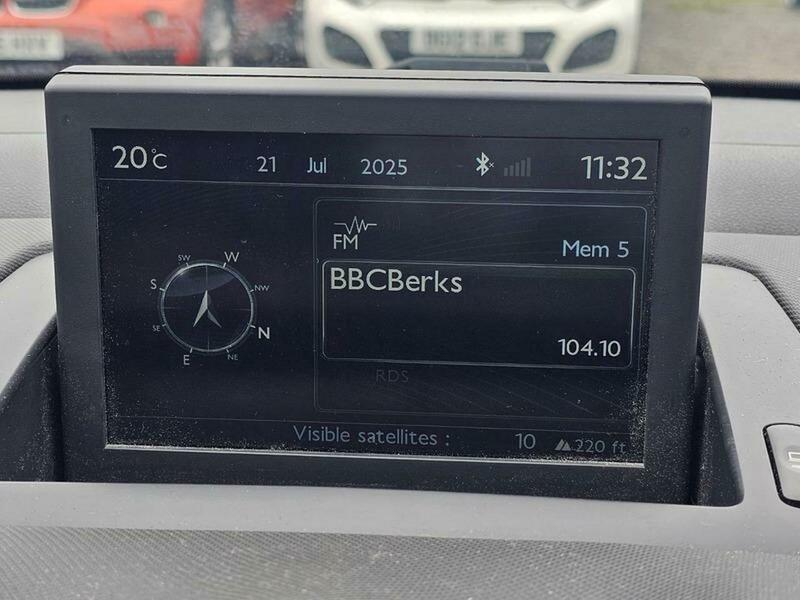 20°C 21 Jul 2025 11:32
FM Mem 5
BBCBerks
104.10
RDS
SW W NW N NE E SE S
Visible satellites : 10 220 ft